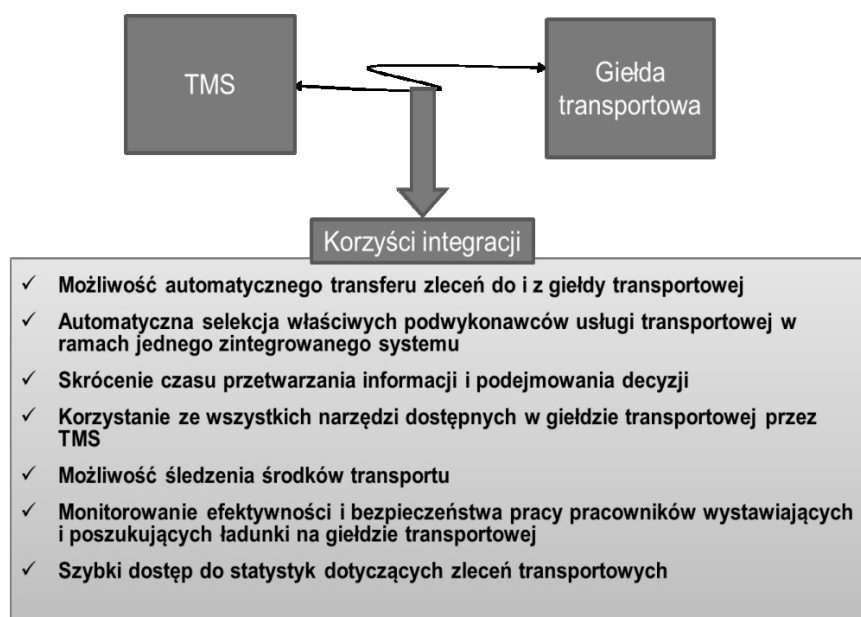 TMS
Giełda
transportowa
Korzyści integracji
✓ Możliwość automatycznego transferu zleceń do i z giełdy transportowej
✓ Automatyczna selekcja właściwych podwykonawców usługi transportowej w
ramach jednego zintegrowanego systemu
✓ Skrócenie czasu przetwarzania informacji i podejmowania decyzji
✓ Korzystanie ze wszystkich narzędzi dostępnych w giełdzie transportowej przez
TMS
✓ Możliwość śledzenia środków transportu
✓ Monitorowanie efektywności i bezpieczeństwa pracy pracowników wystawiających
i poszukujących ładunki na giełdzie transportowej
✓ Szybki dostęp do statystyk dotyczących zleceń transportowych